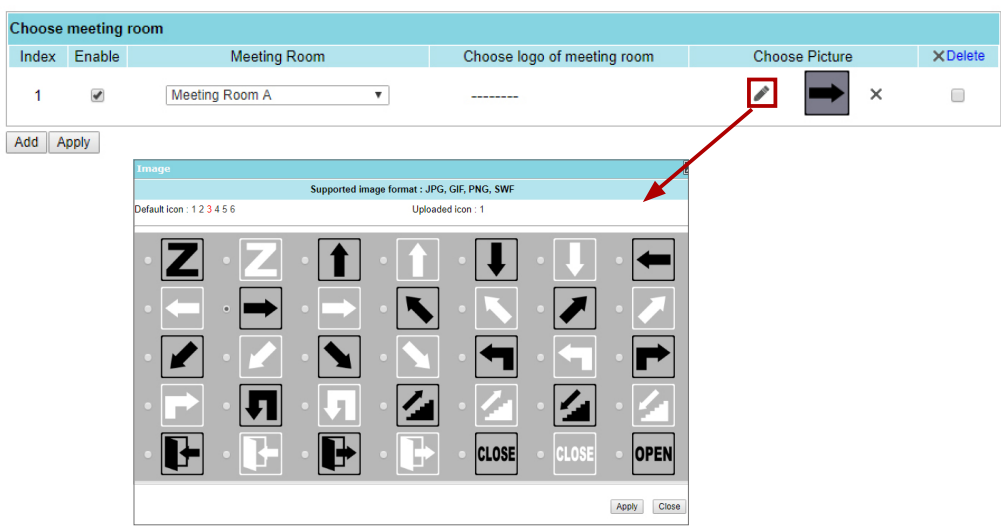 Choose meeting room
Index Enable Meeting Room Choose logo of meeting room Choose Picture Delete
1 Meeting Room A --------
Add Apply
Image
Supported image format : JPG, GIF, PNG, SWF
Default icon : 1 2 3 4 5 6 Uploaded icon : 1
Z Z
CLOSE CLOSE OPEN
Apply Close